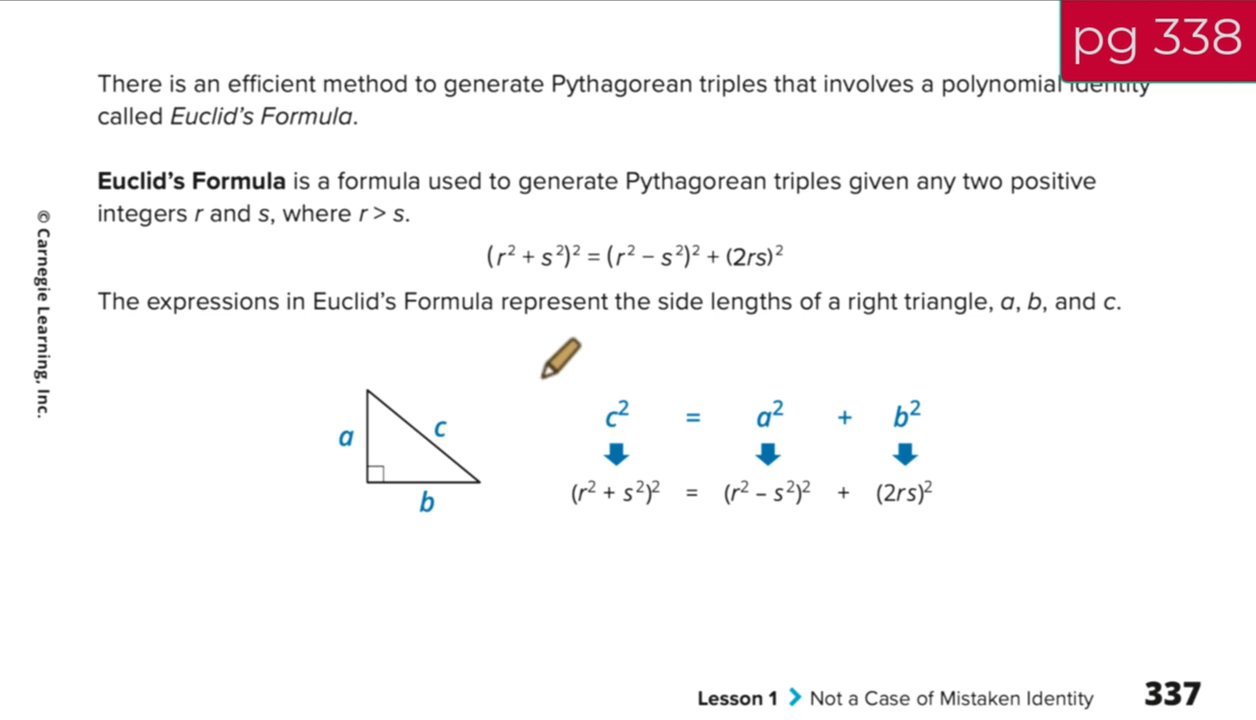 pg 338
There is an efficient method to generate Pythagorean triples that involves a polynomial identity
called Euclid's Formula.
Euclid's Formula is a formula used to generate Pythagorean triples given any two positive
integers r and s, where r > s.
(r² + s²)² = (r² – s²)² + (2rs)²
The expressions in Euclid's Formula represent the side lengths of a right triangle, a, b, and c.
© Carnegie Learning, Inc.
a
c
b
c² = a² + b²
(r² + s²)² = (r² – s²)² + (2rs)²
Lesson 1 > Not a Case of Mistaken Identity 337